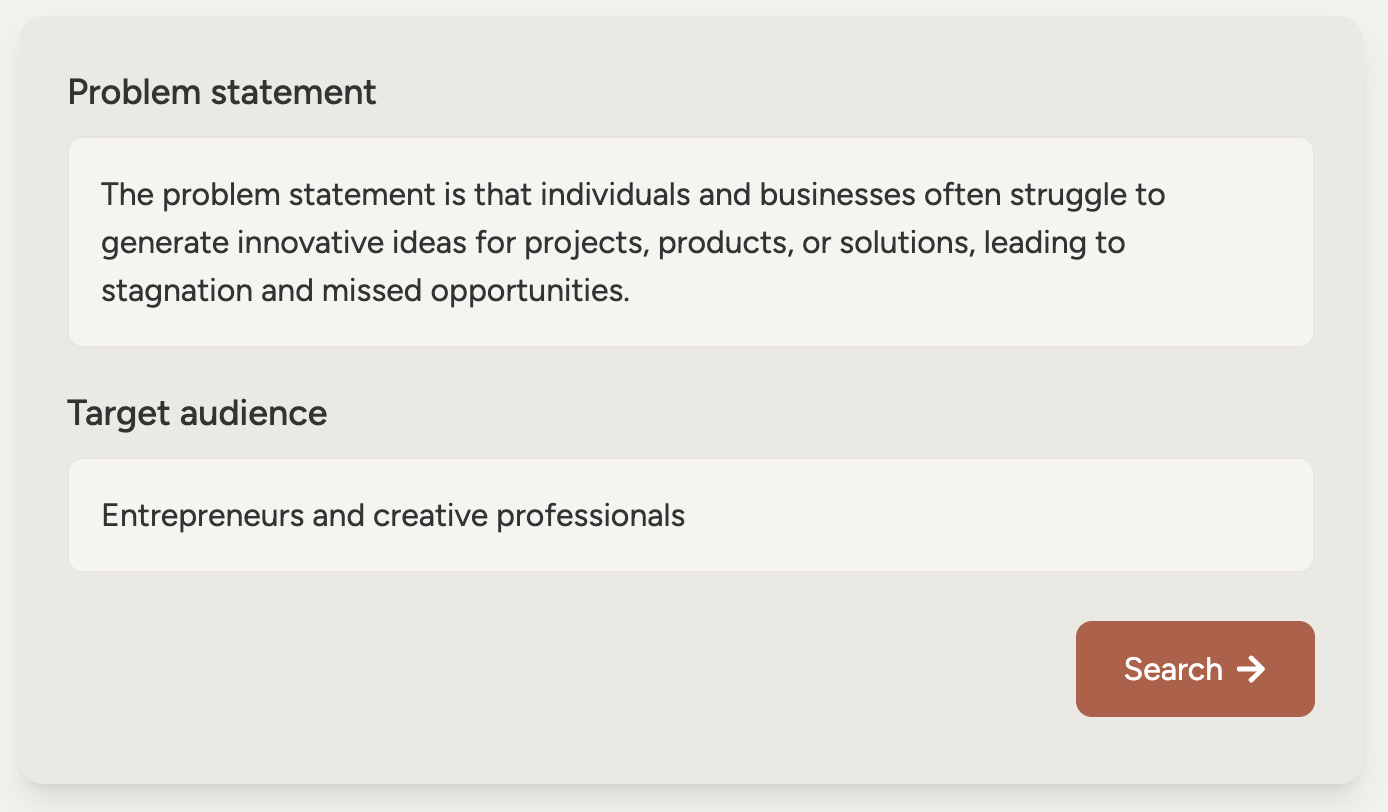 Problem statement
The problem statement is that individuals and businesses often struggle to
generate innovative ideas for projects, products, or solutions, leading to
stagnation and missed opportunities.
Target audience
Entrepreneurs and creative professionals
Search